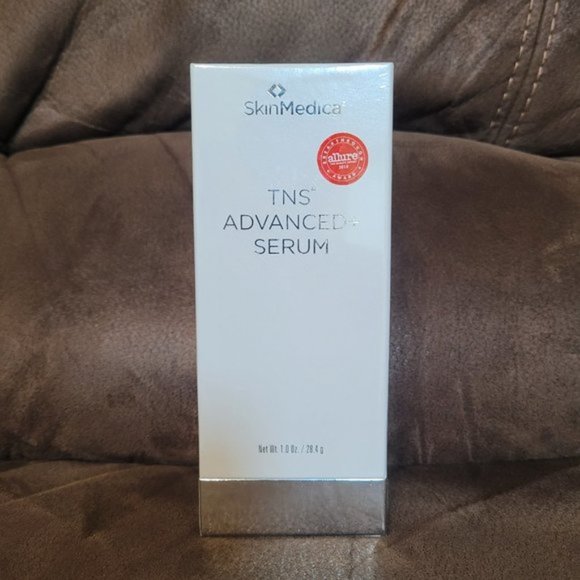 SkinMedica
allure
TNS®
ADVANCED+
SERUM
Net Wt. 1.0 Oz. / 28.4 g